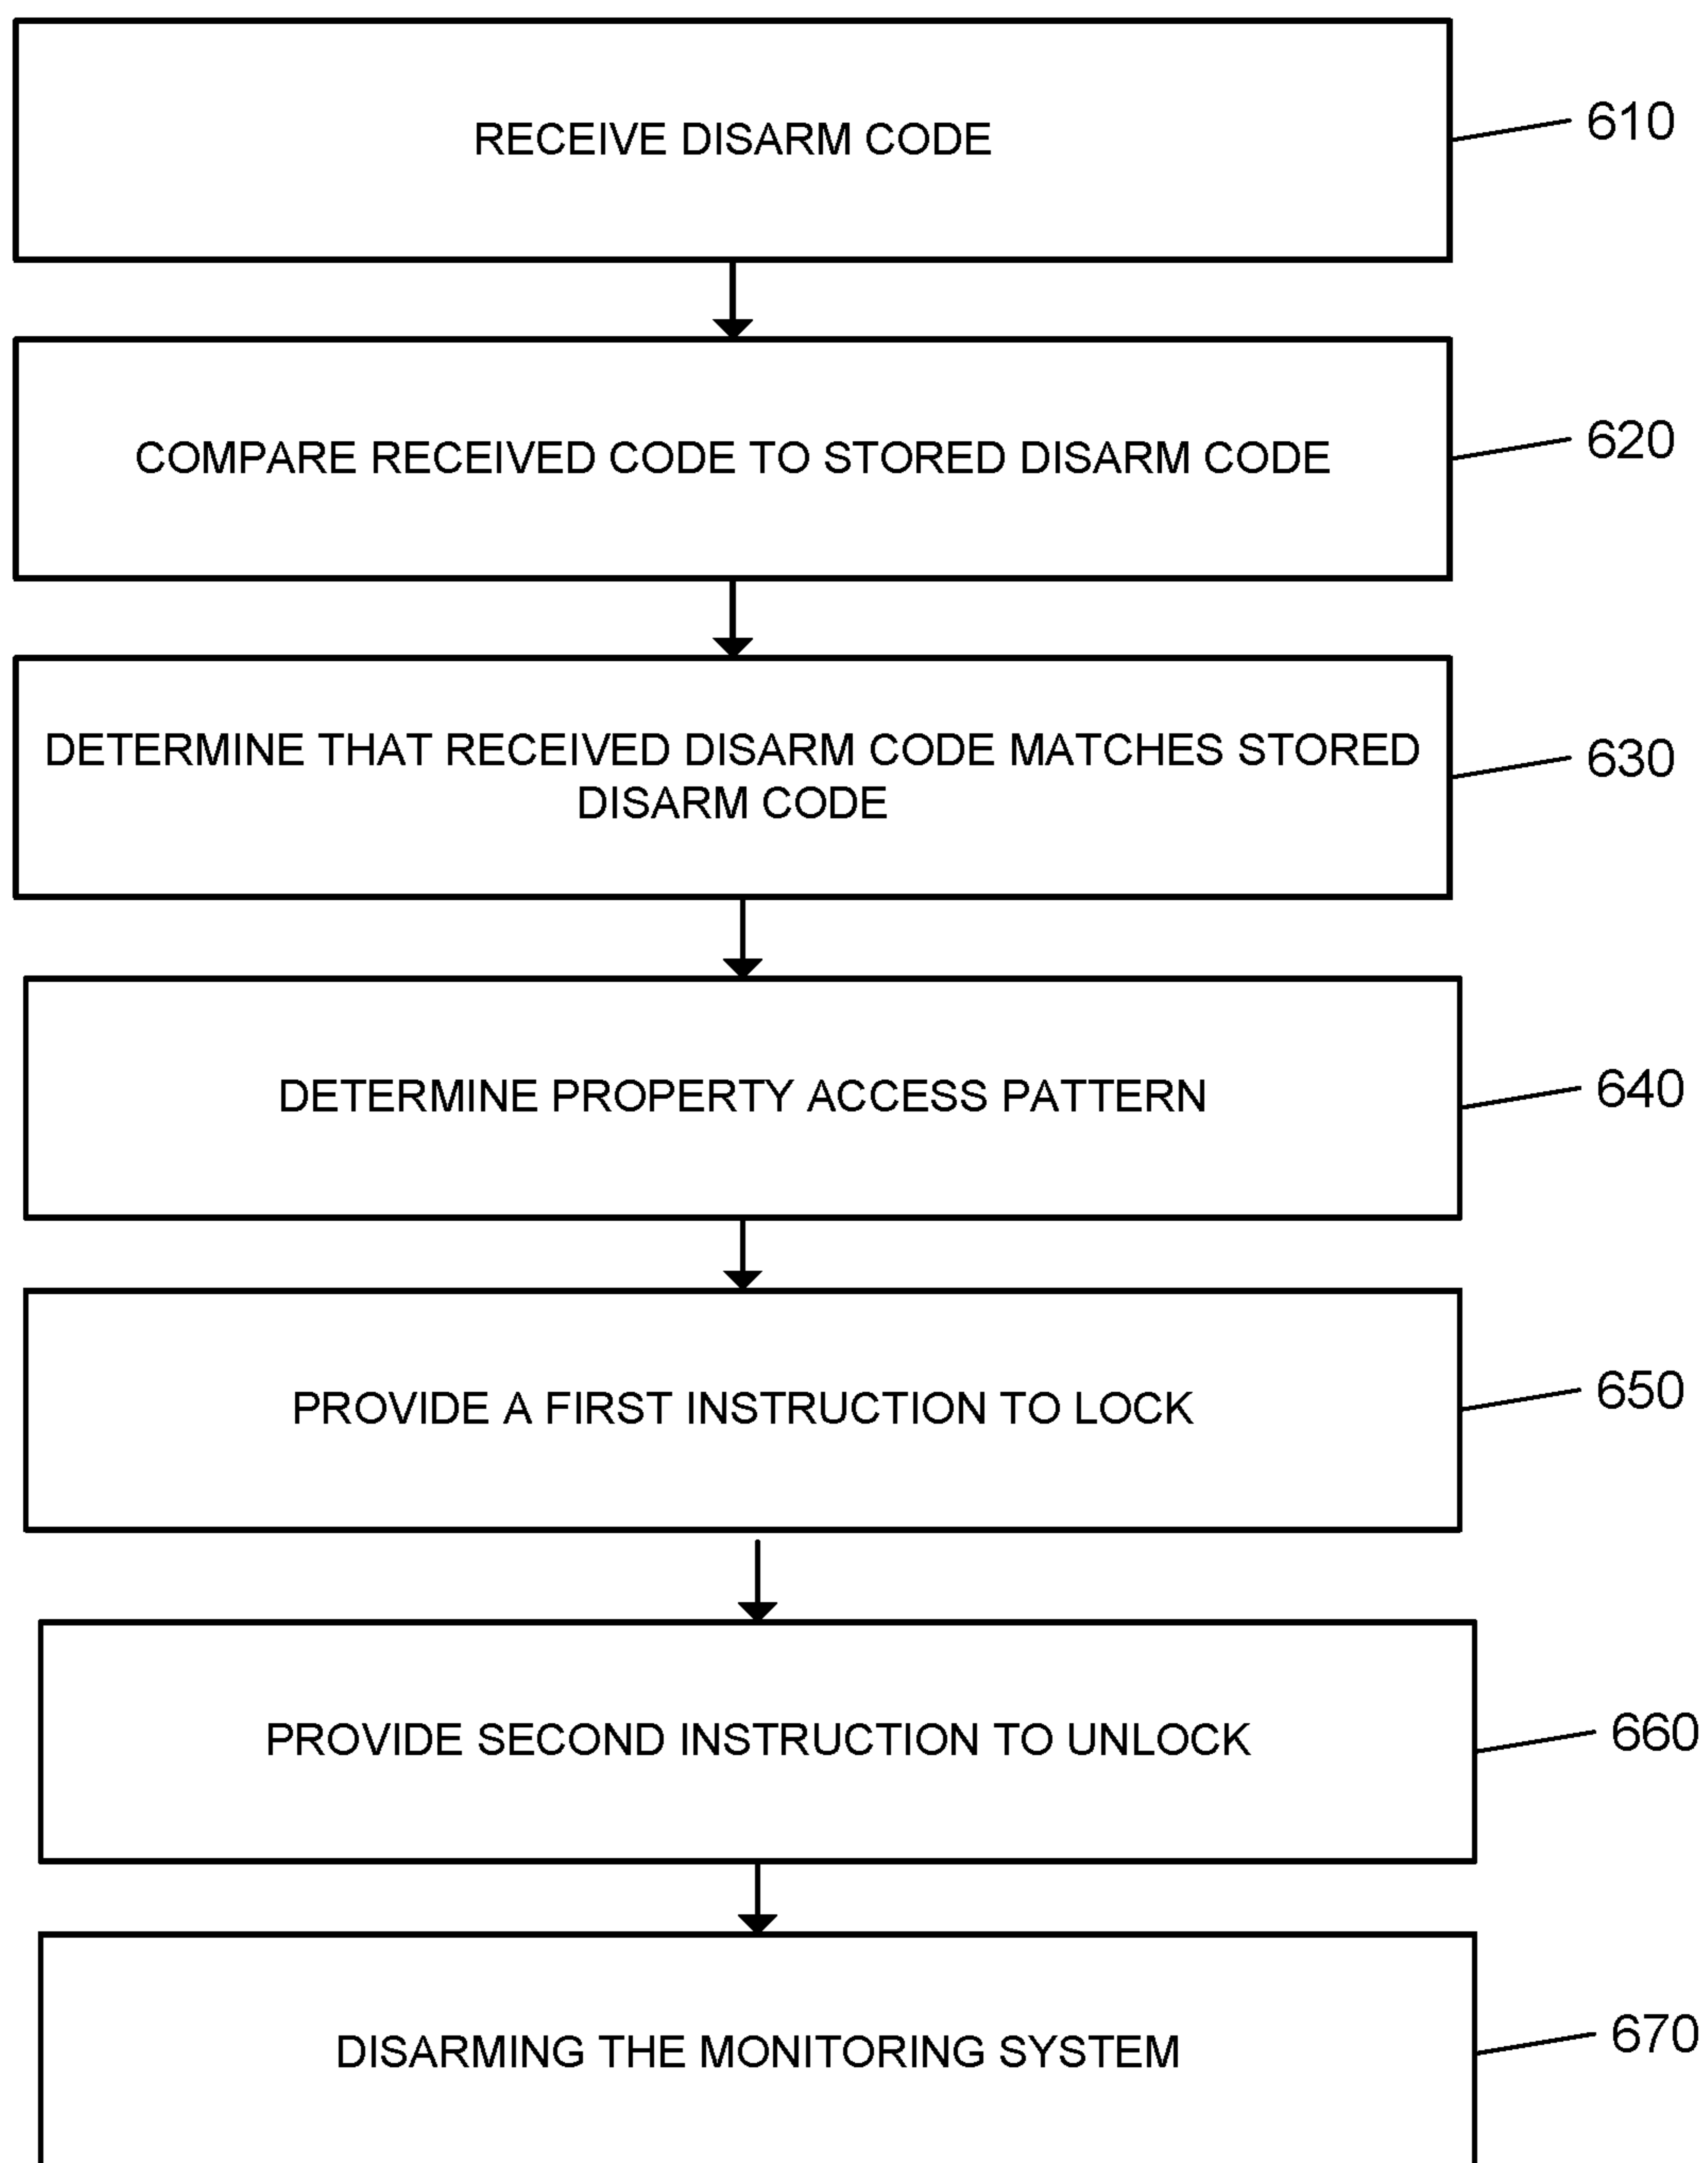 RECEIVE DISARM CODE
610
COMPARE RECEIVED CODE TO STORED DISARM CODE
620
DETERMINE THAT RECEIVED DISARM CODE MATCHES STORED
DISARM CODE
630
DETERMINE PROPERTY ACCESS PATTERN
640
PROVIDE A FIRST INSTRUCTION TO LOCK
650
PROVIDE SECOND INSTRUCTION TO UNLOCK
660
DISARMING THE MONITORING SYSTEM
670